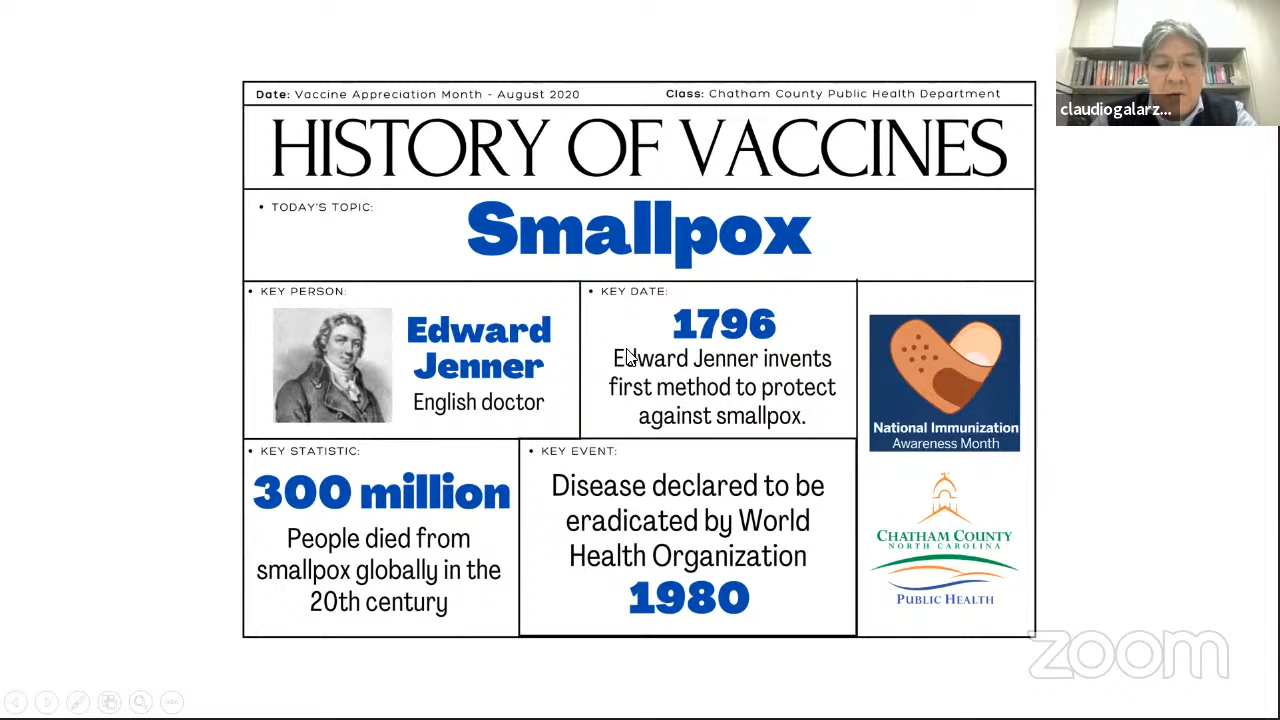 claudiogalarz...
Date: Vaccine Appreciation Month - August 2020
Class: Chatham County Public Health Department
HISTORY OF VACCINES
• TODAY'S TOPIC:
Smallpox
• KEY PERSON:
Edward
Jenner
English doctor
• KEY DATE:
1796
Edward Jenner invents
first method to protect
against smallpox.
National Immunization
Awareness Month
• KEY STATISTIC:
300 million
People died from
smallpox globally in the
20th century
• KEY EVENT:
Disease declared to be
eradicated by World
Health Organization
1980
CHATHAM COUNTY
NORTH CAROLINA
PUBLIC HEALTH
zoom